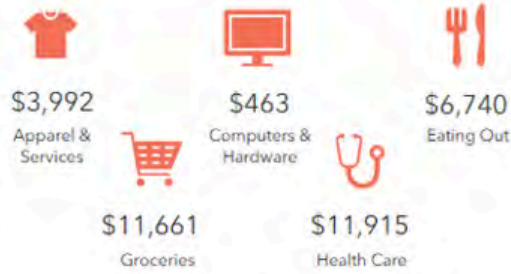 $3,992
Apparel &
Services
$463
Computers &
Hardware
$6,740
Eating Out
$11,661
Groceries
$11,915
Health Care